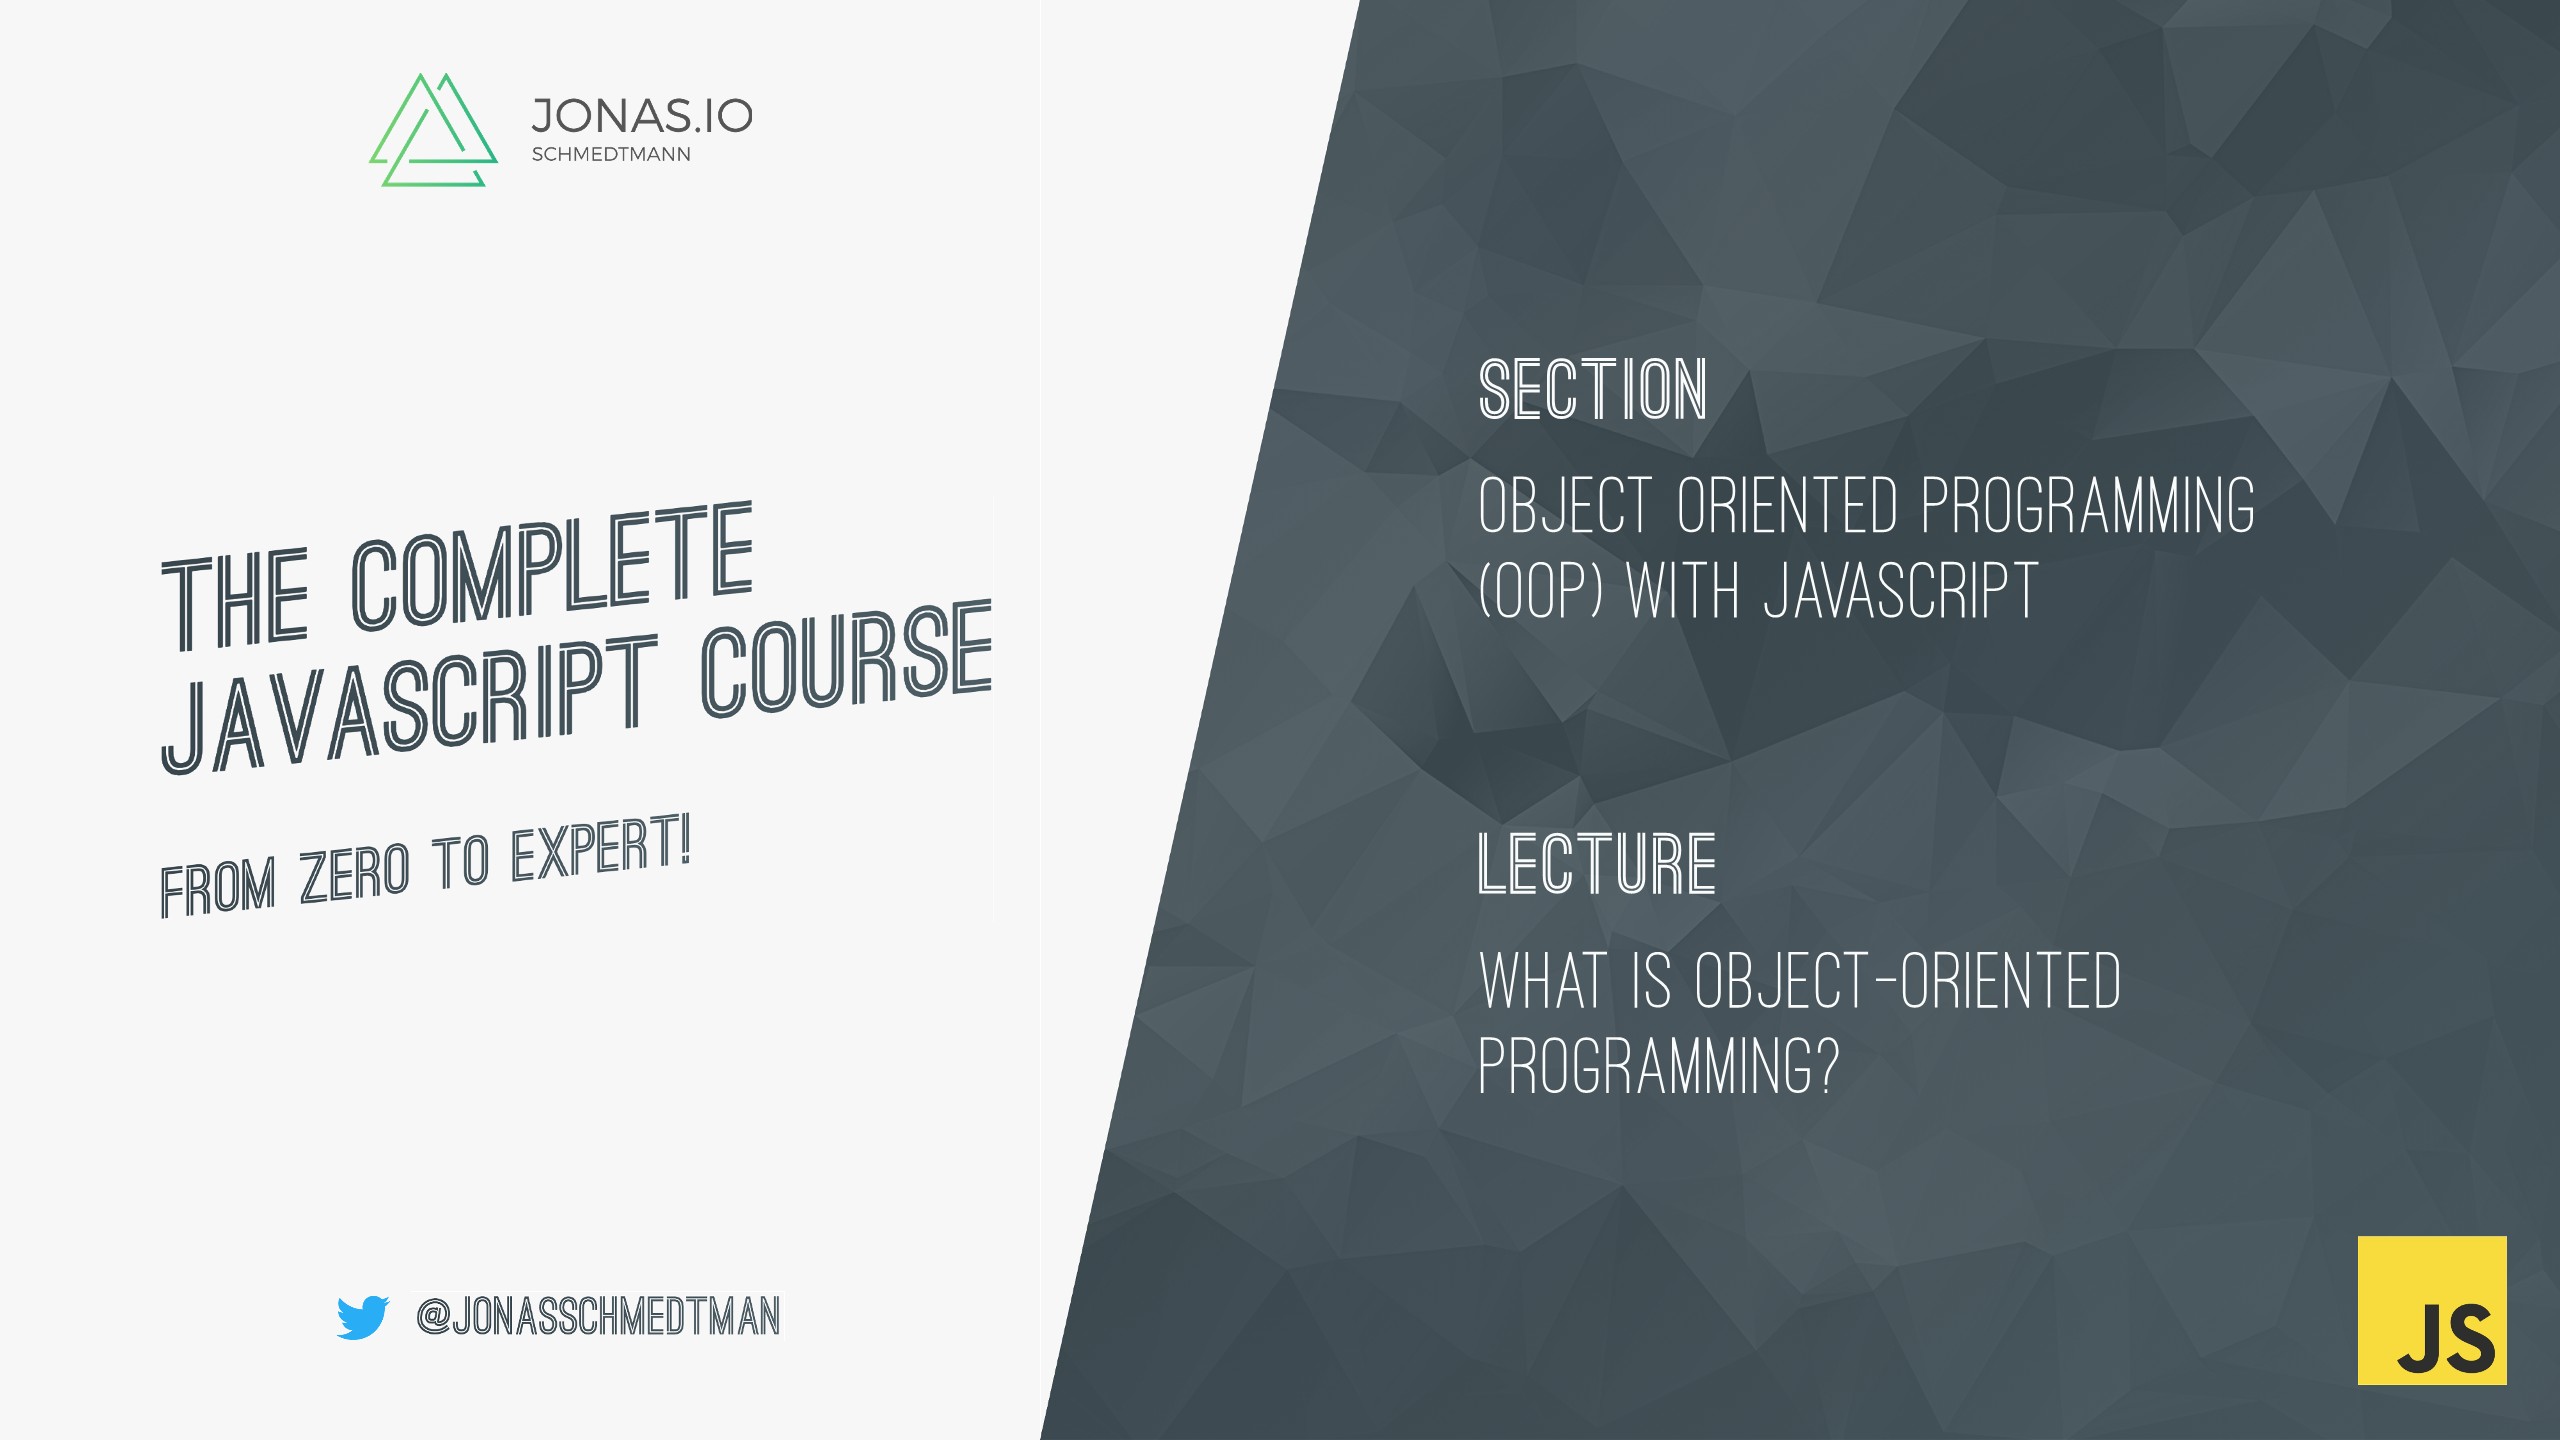 JONAS.IO
SCHMEDTMANN
THE COMPLETE
JAVASCRIPT COURSE
FROM ZERO TO EXPERT!
@JONASSCHMEDTMAN
SECTION
OBJECT ORIENTED PROGRAMMING
(OOP) WITH JAVASCRIPT
LECTURE
WHAT IS OBJECT-ORIENTED
PROGRAMMING?
JS